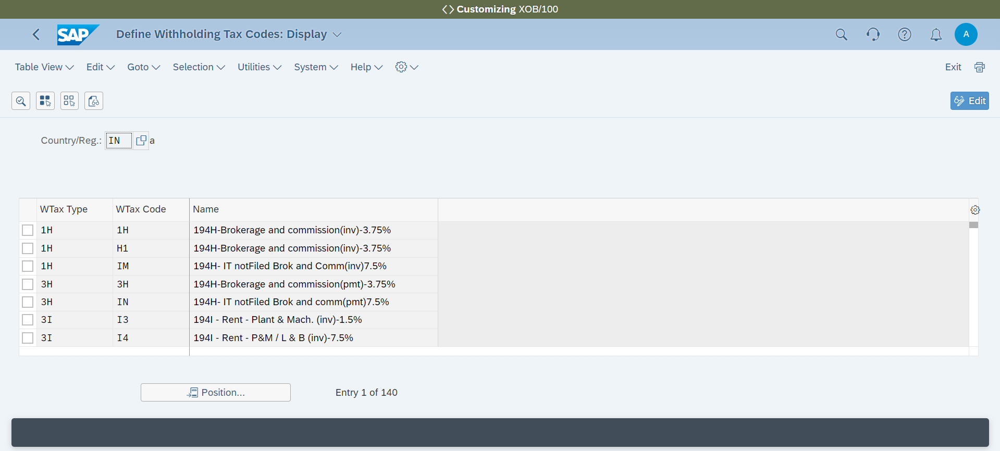 <> Customizing XOB/100
SAP Define Withholding Tax Codes: Display A
Table View Edit Goto Selection Utilities System Help Exit
Edit
Country/Reg.: IN a
WTax Type WTax Code Name
1H 1H 194H-Brokerage and commission(inv)-3.75%
1H H1 194H-Brokerage and commission(inv)-3.75%
1H IM 194H- IT notFiled Brok and Comm(inv)7.5%
3H 3H 194H-Brokerage and commission(pmt)-3.75%
3H IN 194H- IT notFiled Brok and comm(pmt)7.5%
3I I3 194I - Rent - Plant & Mach. (inv)-1.5%
3I I4 194I - Rent - P&M / L & B (inv)-7.5%
Position... Entry 1 of 140